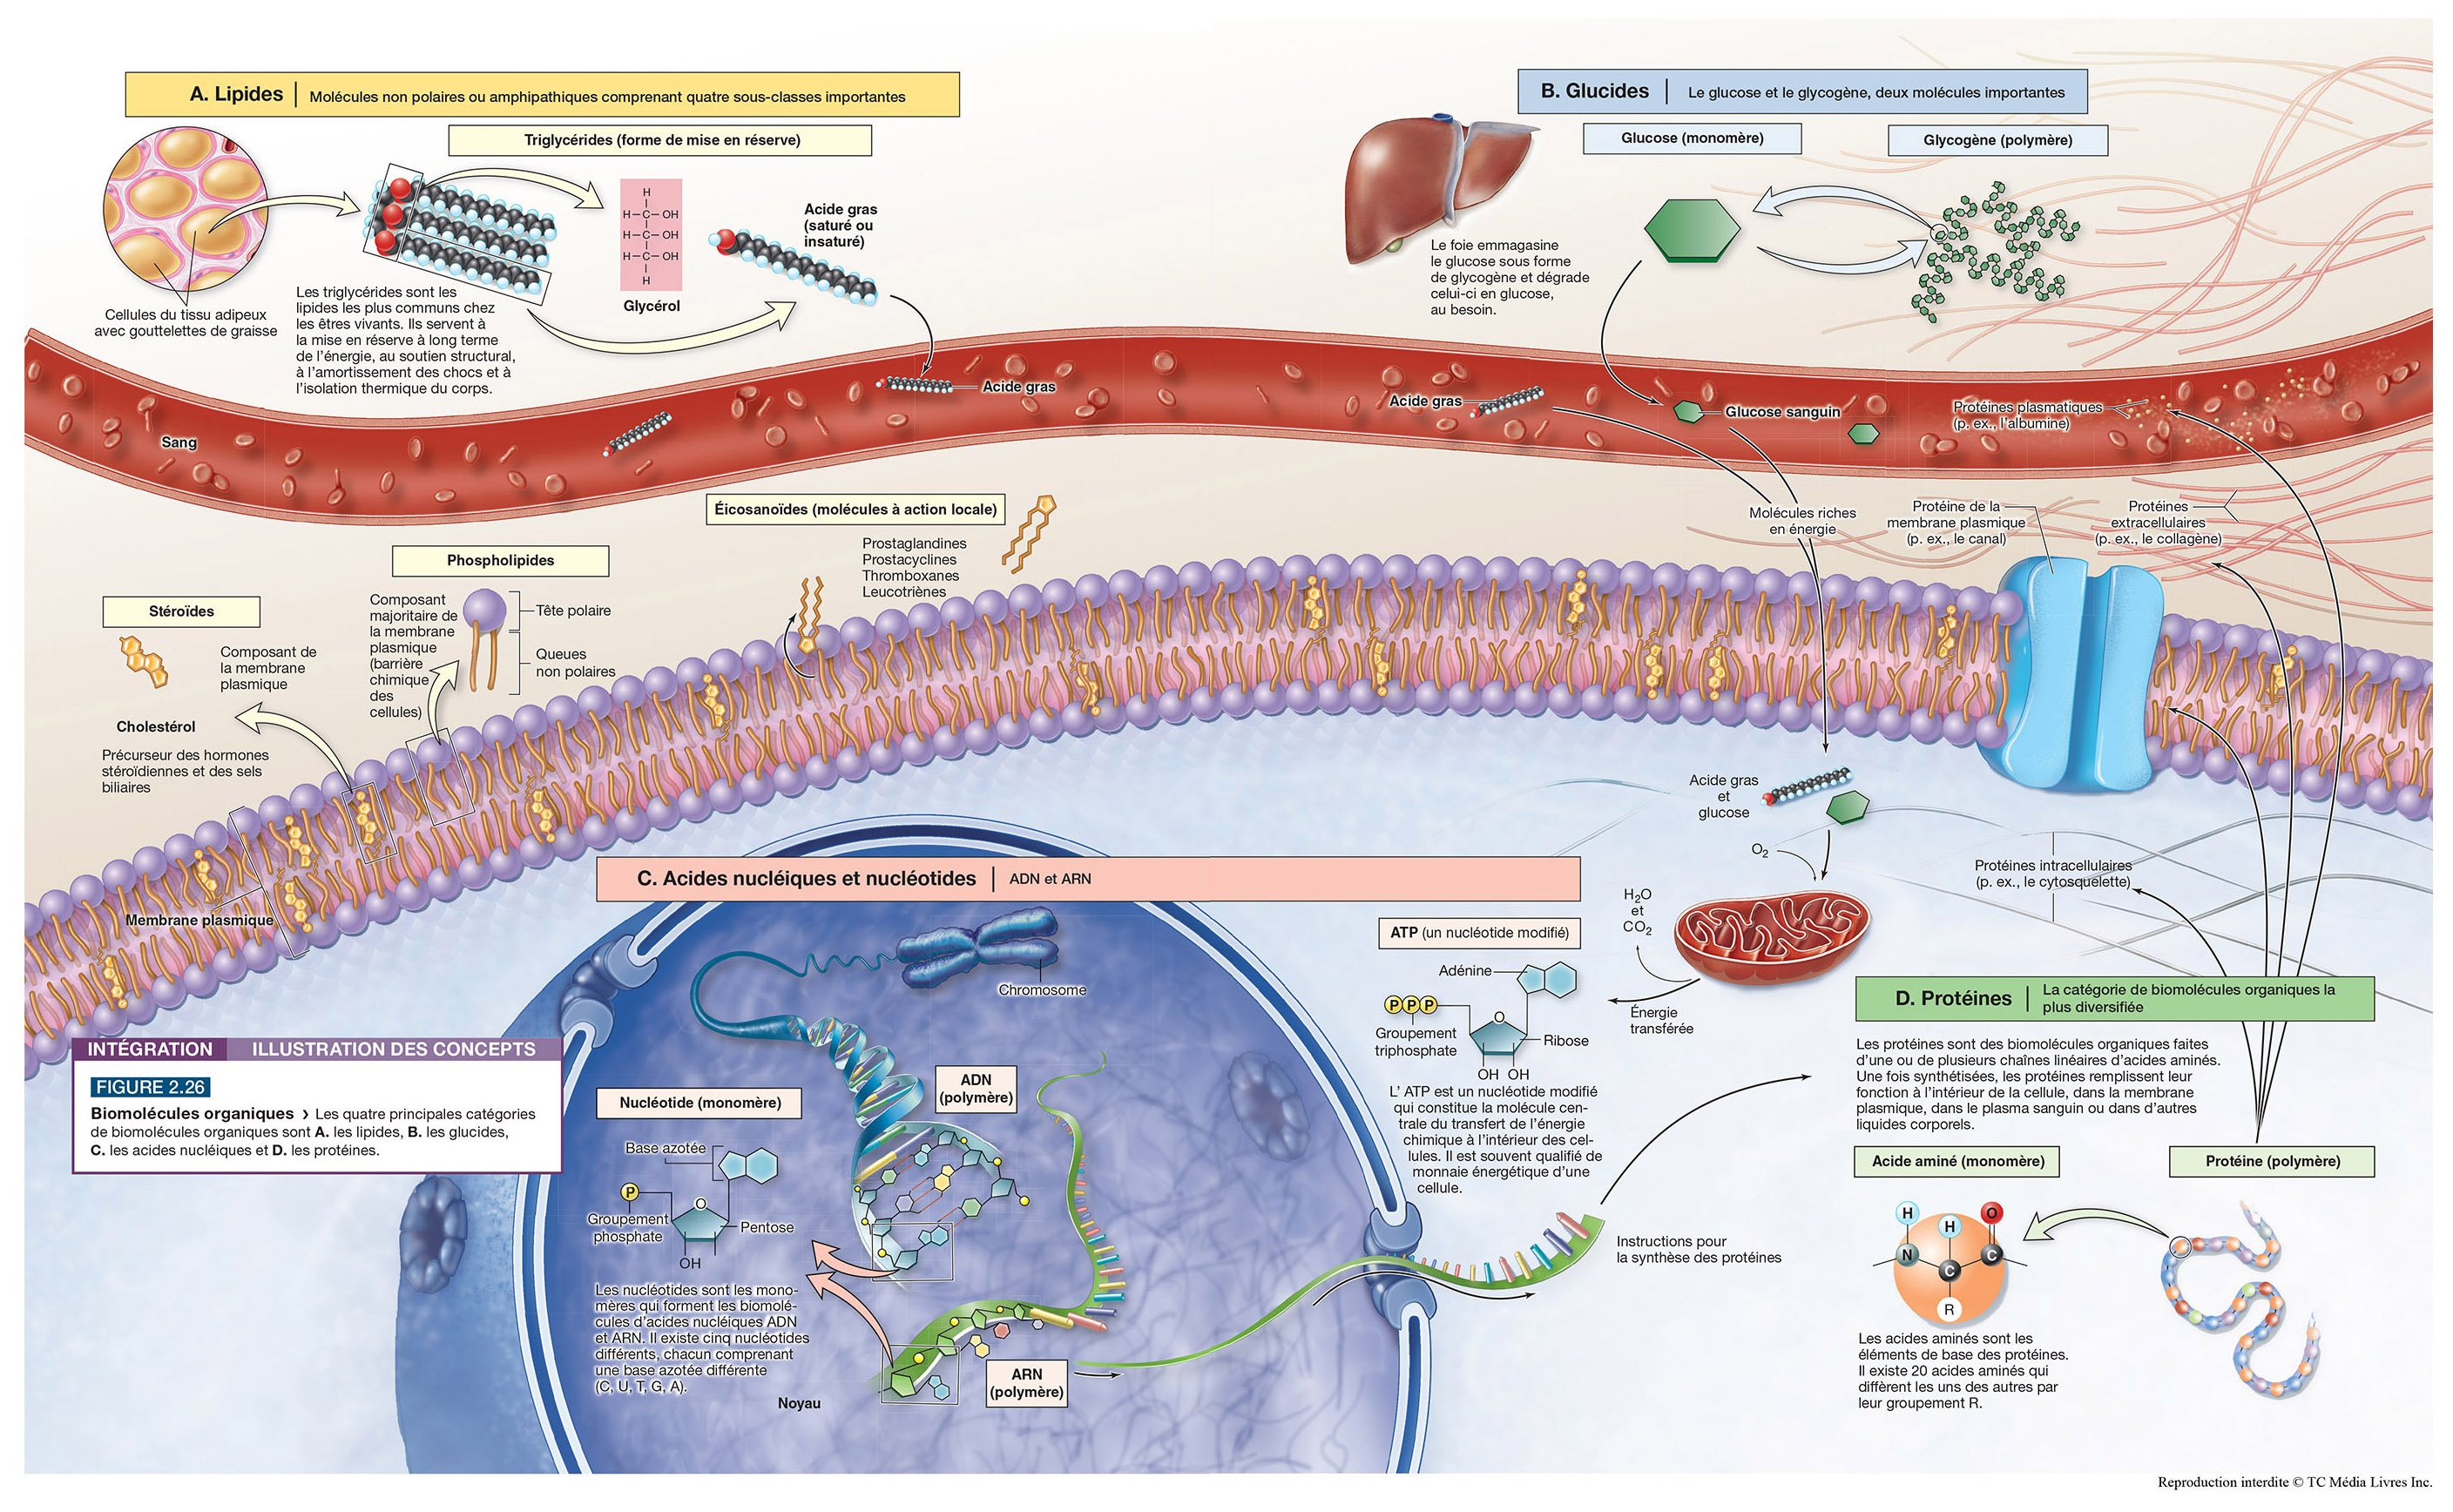 A. Lipides | Molécules non polaires ou amphipathiques comprenant quatre sous-classes importantes
Triglycérides (forme de mise en réserve)
Cellules du tissu adipeux
avec gouttelettes de graisse
Les triglycérides sont les
lipides les plus communs chez
les êtres vivants. Ils servent à
la mise en réserve à long terme
de l'énergie, au soutien structural,
à l'amortissement des chocs et à
l'isolation thermique du corps.
H
H–C–OH
H–C–OH
H–C–OH
H
Glycérol
Acide gras
(saturé ou
insaturé)
B. Glucides | Le glucose et le glycogène, deux molécules importantes
Glucose (monomère)
Glycogène (polymère)
Le foie emmagasine
le glucose sous forme
de glycogène et dégrade
celui-ci en glucose,
au besoin.
Sang
Acide gras
Acide gras
Glucose sanguin
Protéines plasmatiques
(p. ex., l'albumine)
Éicosanoïdes (molécules à action locale)
Prostaglandines
Prostacyclines
Thromboxanes
Leucotriènes
Phospholipides
Composant
majoritaire de
la membrane
plasmique
(barrière
chimique
des
cellules)
Tête polaire
Queues
non polaires
Stéroïdes
Composant de
la membrane
plasmique
Cholestérol
Précurseur des hormones
stéroïdiennes et des sels
biliaires
Membrane plasmique
Molécules riches
en énergie
Protéine de la
membrane plasmique
(p. ex., le canal)
Protéines
extracellulaires
(p. ex., le collagène)
Acide gras
et
glucose
O2
H2O
et
CO2
Énergie
transférée
Protéines intracellulaires
(p. ex., le cytosquelette)
C. Acides nucléiques et nucléotides | ADN et ARN
Chromosome
ADN
(polymère)
Nucléotide (monomère)
Base azotée
P
O
Groupement
phosphate
Pentose
OH
Les nucléotides sont les mono-
mères qui forment les biomolé-
cules d'acides nucléiques ADN
et ARN. Il existe cinq nucléotides
différents, chacun comprenant
une base azotée différente
(C, U, T, G, A).
Noyau
ARN
(polymère)
ATP (un nucléotide modifié)
Adénine
P P P
O
Groupement
triphosphate
Ribose
OH OH
L' ATP est un nucléotide modifié
qui constitue la molécule cen-
trale du transfert de l'énergie
chimique à l'intérieur des cel-
lules. Il est souvent qualifié de
monnaie énergétique d'une
cellule.
Instructions pour
la synthèse des protéines
D. Protéines | La catégorie de biomolécules organiques la
plus diversifiée
Les protéines sont des biomolécules organiques faites
d'une ou de plusieurs chaînes linéaires d'acides aminés.
Une fois synthétisées, les protéines remplissent leur
fonction à l'intérieur de la cellule, dans la membrane
plasmique, dans le plasma sanguin ou dans d'autres
liquides corporels.
Acide aminé (monomère)
Protéine (polymère)
H
H
O
N
C
C
R
Les acides aminés sont les
éléments de base des protéines.
Il existe 20 acides aminés qui
diffèrent les uns des autres par
leur groupement R.
INTÉGRATION ILLUSTRATION DES CONCEPTS
FIGURE 2.26
Biomolécules organiques › Les quatre principales catégories
de biomolécules organiques sont A. les lipides, B. les glucides,
C. les acides nucléiques et D. les protéines.
Reproduction interdite © TC Média Livres Inc.